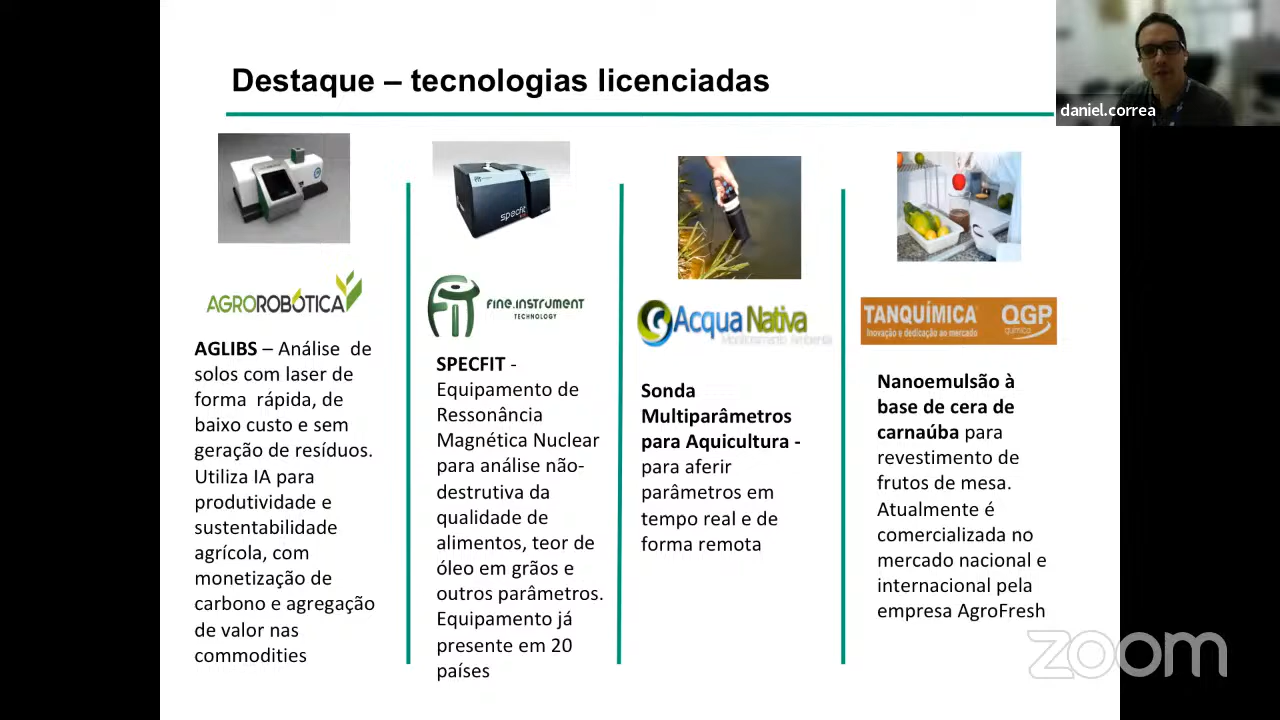 Destaque – tecnologias licenciadas
daniel.correa
AGROROBÓTICA
AGLIBS – Análise de
solos com laser de
forma rápida, de
baixo custo e sem
geração de resíduos.
Utiliza IA para
produtividade e
sustentabilidade
agrícola, com
monetização de
carbono e agregação
de valor nas
commodities
specfit
FIT
FINE.INSTRUMENT
TECHNOLOGY
SPECFIT -
Equipamento de
Ressonância
Magnética Nuclear
para análise não-
destrutiva da
qualidade de
alimentos, teor de
óleo em grãos e
outros parâmetros.
Equipamento já
presente em 20
países
Acqua Nativa
Monitoramento Ambiental
Sonda
Multiparâmetros
para Aquicultura -
para aferir
parâmetros em
tempo real e de
forma remota
TANQUÍMICA
Inovação e dedicação ao mercado
QGP
química
Nanoemulsão à
base de cera de
carnaúba para
revestimento de
frutos de mesa.
Atualmente é
comercializada no
mercado nacional e
internacional pela
empresa AgroFresh
zoom